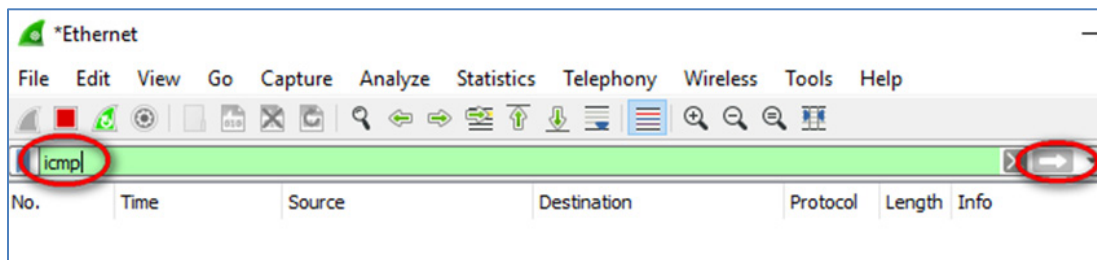 *Ethernet
File Edit View Go Capture Analyze Statistics Telephony Wireless Tools Help
icmp
No. Time Source Destination Protocol Length Info